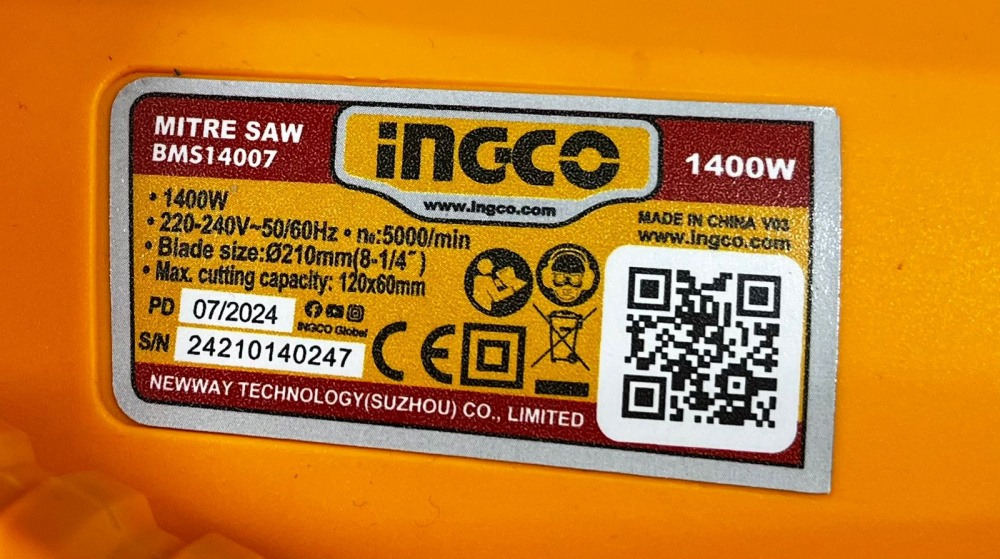 MITRE SAW
BMS14007
INGCO
www.ingco.com
1400W
• 1400W
• 220-240V~50/60Hz • n₀:5000/min
• Blade size:Ø210mm(8-1/4″)
• Max. cutting capacity: 120x60mm
MADE IN CHINA V03
www.ingco.com
PD 07/2024
INGCO Global
S/N 24210140247
CE
NEWWAY TECHNOLOGY(SUZHOU) CO., LIMITED